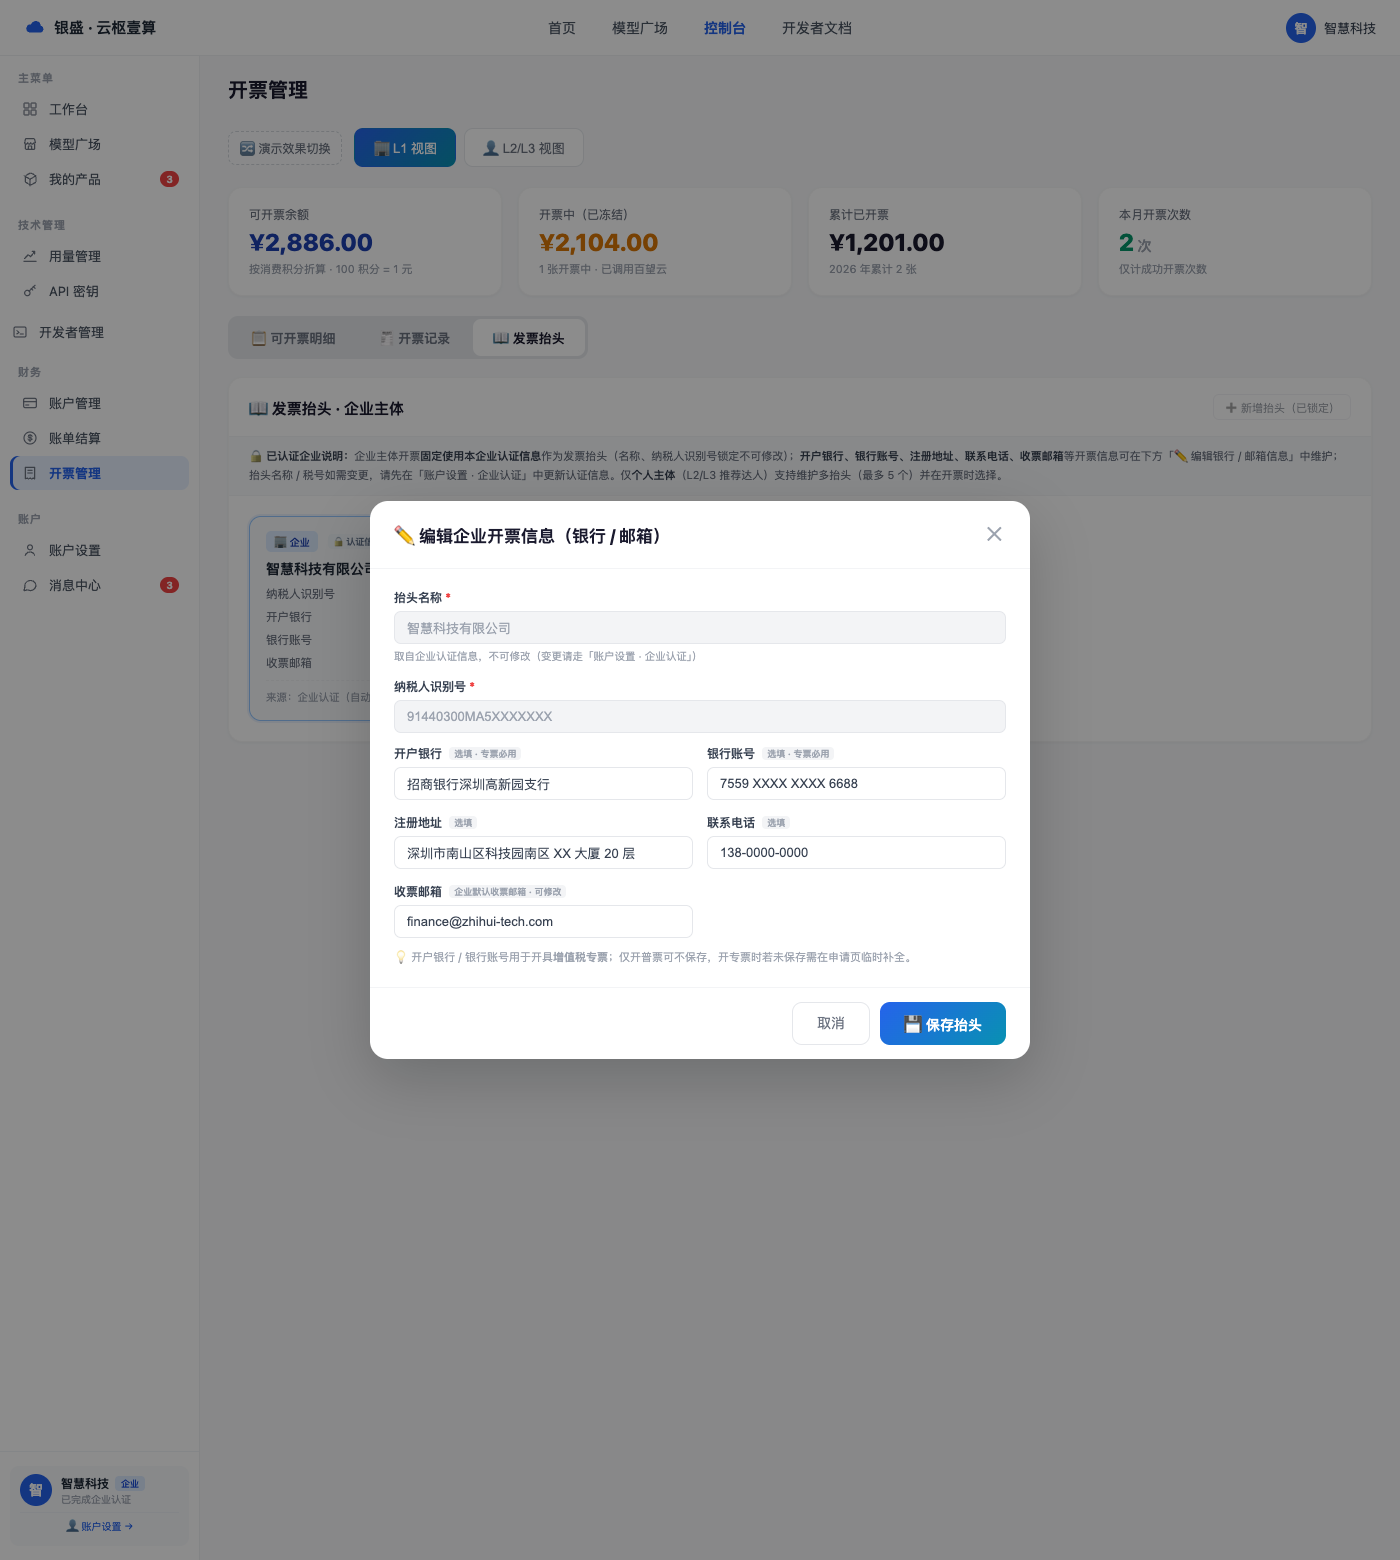 银盛 · 云枢壹算
首页
模型广场
控制台
开发者文档
智
智慧科技
主菜单
工作台
模型广场
我的产品
3
技术管理
用量管理
API 密钥
开发者管理
财务
账户管理
账单结算
开票管理
账户
账户设置
消息中心
3
开票管理
🔀 演示效果切换
🏢 L1 视图
👤 L2/L3 视图
可开票余额
¥2,886.00
按消费积分折算 · 100 积分 = 1 元
开票中（已冻结）
¥2,104.00
1 张开票中 · 已调用百望云
累计已开票
¥1,201.00
2026 年累计 2 张
本月开票次数
2 次
仅计成功开票次数
📋 可开票明细
🧾 开票记录
📖 发票抬头
📖 发票抬头 · 企业主体
➕ 新增抬头（已锁定）
🔒 已认证企业说明：企业主体开票固定使用本企业认证信息作为发票抬头（名称、纳税人识别号锁定不可修改）；开户银行、银行账号、注册地址、联系电话、收票邮箱等开票信息可在下方「✏️ 编辑银行 / 邮箱信息」中维护；
抬头名称 / 税号如需变更，请先在「账户设置 · 企业认证」中更新认证信息。仅个人主体（L2/L3 推荐达人）支持维护多抬头（最多 5 个）并在开票时选择。
🏢 企业
🔒 认证信
智慧科技有限公司
纳税人识别号
开户银行
银行账号
收票邮箱
来源：企业认证（自动
✏️ 编辑企业开票信息（银行 / 邮箱）
抬头名称 *
智慧科技有限公司
取自企业认证信息，不可修改（变更请走「账户设置 · 企业认证」）
纳税人识别号 *
91440300MA5XXXXXXX
开户银行 选填 · 专票必用
招商银行深圳高新园支行
银行账号 选填 · 专票必用
7559 XXXX XXXX 6688
注册地址 选填
深圳市南山区科技园南区 XX 大厦 20 层
联系电话 选填
138-0000-0000
收票邮箱 企业默认收票邮箱 · 可修改
finance@zhihui-tech.com
💡 开户银行 / 银行账号用于开具增值税专票；仅开普票可不保存，开专票时若未保存需在申请页临时补全。
取消
💾 保存抬头
智
智慧科技 企业
已完成企业认证
👤 账户设置 →